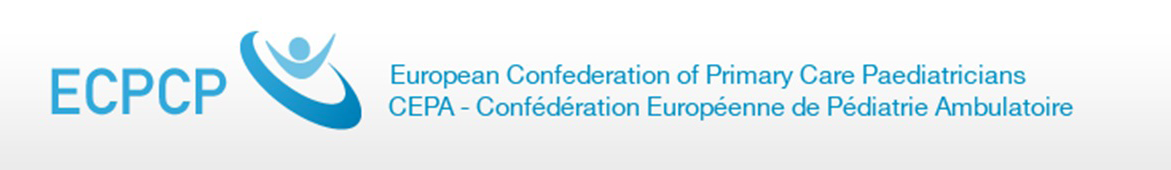 ECPCP
European Confederation of Primary Care Paediatricians
CEPA - Confédération Européenne de Pédiatrie Ambulatoire